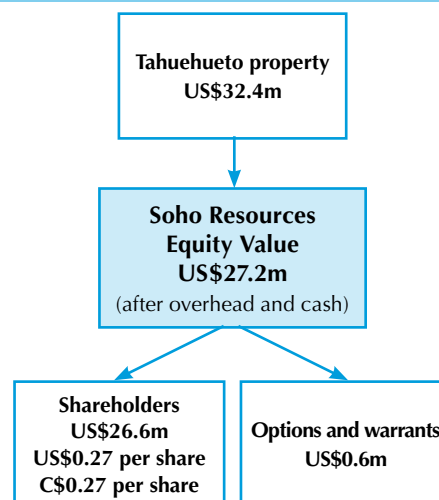 Tahuehueto property
US$32.4m
Soho Resources
Equity Value
US$27.2m
(after overhead and cash)
Shareholders
US$26.6m
US$0.27 per share
C$0.27 per share
Options and warrants
US$0.6m